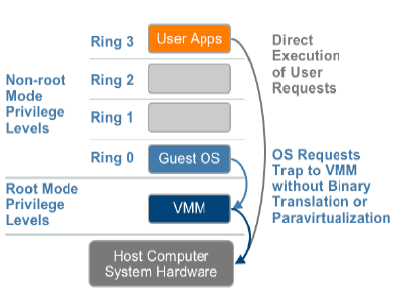 Ring 3
User Apps
Direct
Execution
of User
Requests
Non-root
Mode
Privilege
Levels
Ring 2
Ring 1
Ring 0
Guest OS
OS Requests
Trap to VMM
without Binary
Translation or
Paravirtualization
Root Mode
Privilege
Levels
VMM
Host Computer
System Hardware